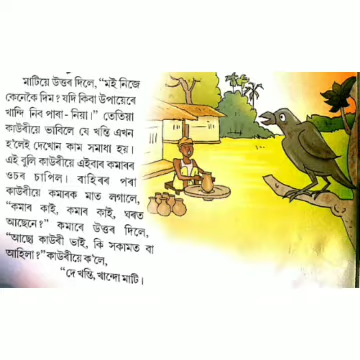 মাটিয়ে উত্তৰ দিলে, “মই নিজে
কেনেকৈ দিম? যদি কিবা উপায়েৰে
খান্দি নিব পাৰা - নিয়া।” তেতিয়া
কাউৰীয়ে ভাবিলে যে খন্তি এখন
হ’লেই দেখোন কাম সমাধা হয়।
এই বুলি কাউৰীয়ে এইবাৰ কমাৰৰ
ওচৰ চাপিল। বাহিৰৰ পৰা
কাউৰীয়ে কমাৰক মাত লগালে,
“কমাৰ কাই, কমাৰ কাই, ঘৰত
আছেনে?” কমাৰে উত্তৰ দিলে,
“আছো কাউৰী ভাই, কি সকামত বা
আহিলা?” কাউৰীয়ে ক’লে,
“দে খন্তি, খান্দো মাটি।